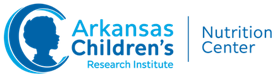 Arkansas
Children's
Research Institute
Nutrition
Center